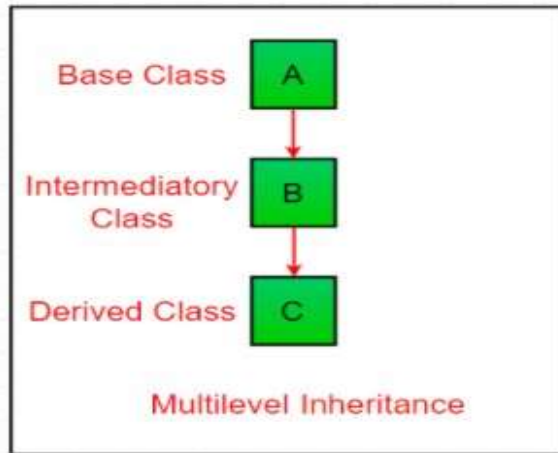 Base Class
A
Intermediatory
Class
B
Derived Class
C
Multilevel Inheritance